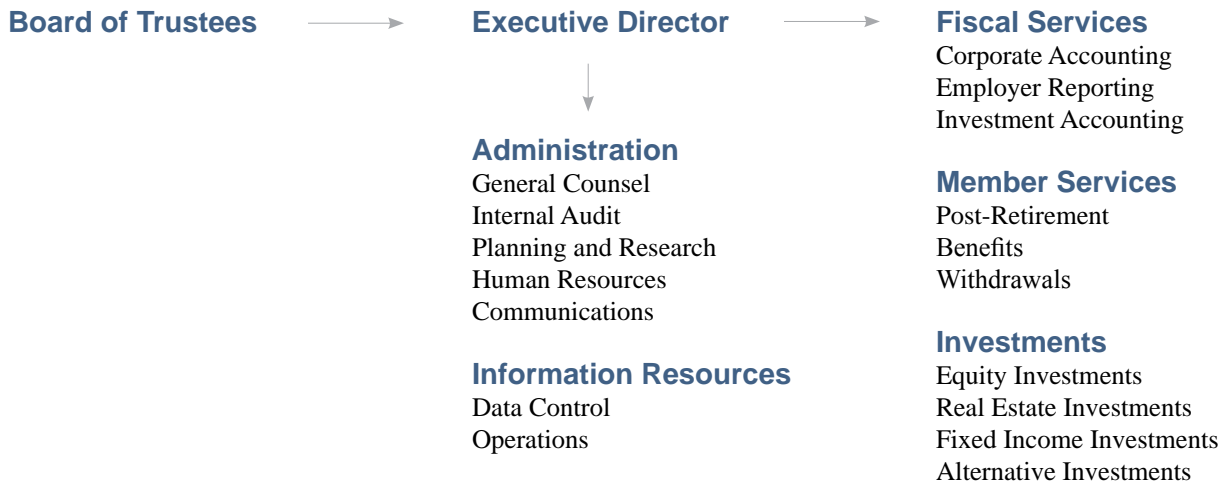 Board of Trustees
Executive Director
Administration
General Counsel
Internal Audit
Planning and Research
Human Resources
Communications
Information Resources
Data Control
Operations
Fiscal Services
Corporate Accounting
Employer Reporting
Investment Accounting
Member Services
Post-Retirement
Benefits
Withdrawals
Investments
Equity Investments
Real Estate Investments
Fixed Income Investments
Alternative Investments